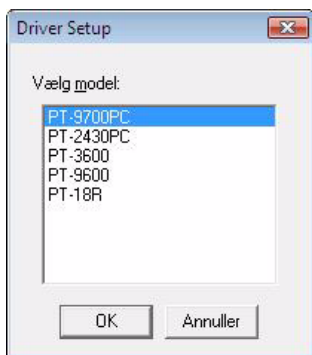 Driver Setup
Vælg model:
PT-9700PC
PT-2430PC
PT-3600
PT-9600
PT-18R
OK
Annuller